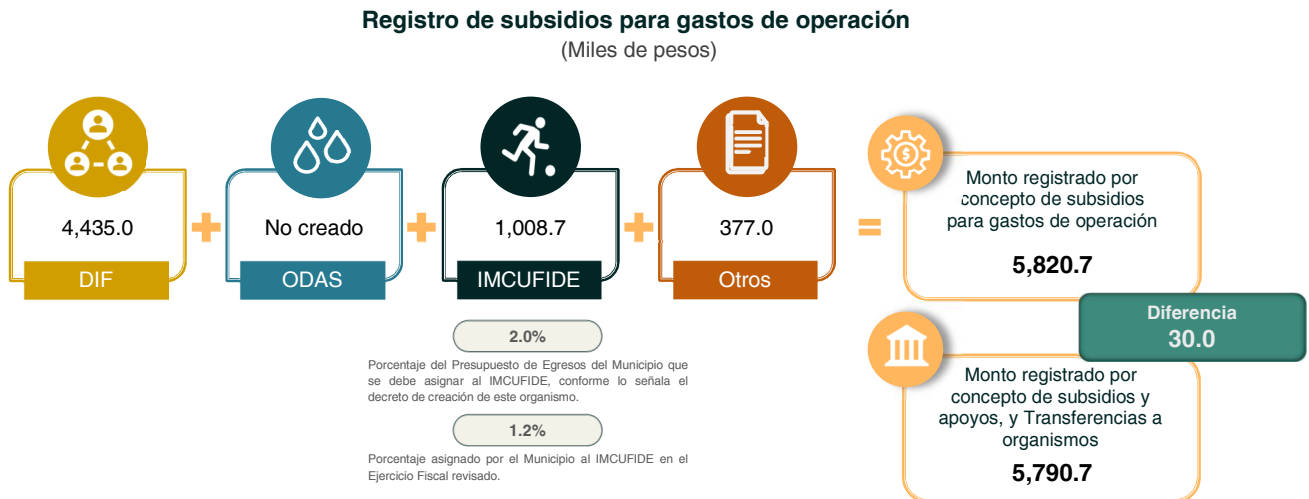 Registro de subsidios para gastos de operación
(Miles de pesos)
4,435.0
DIF
No creado
ODAS
1,008.7
IMCUFIDE
377.0
Otros
Monto registrado por
concepto de subsidios
para gastos de operación
5,820.7
Diferencia
30.0
Monto registrado por
concepto de subsidios y
apoyos, y Transferencias a
organismos
5,790.7
2.0%
Porcentaje del Presupuesto de Egresos del Municipio que
se debe asignar al IMCUFIDE, conforme lo señala el
decreto de creación de este organismo.
1.2%
Porcentaje asignado por el Municipio al IMCUFIDE en el
Ejercicio Fiscal revisado.